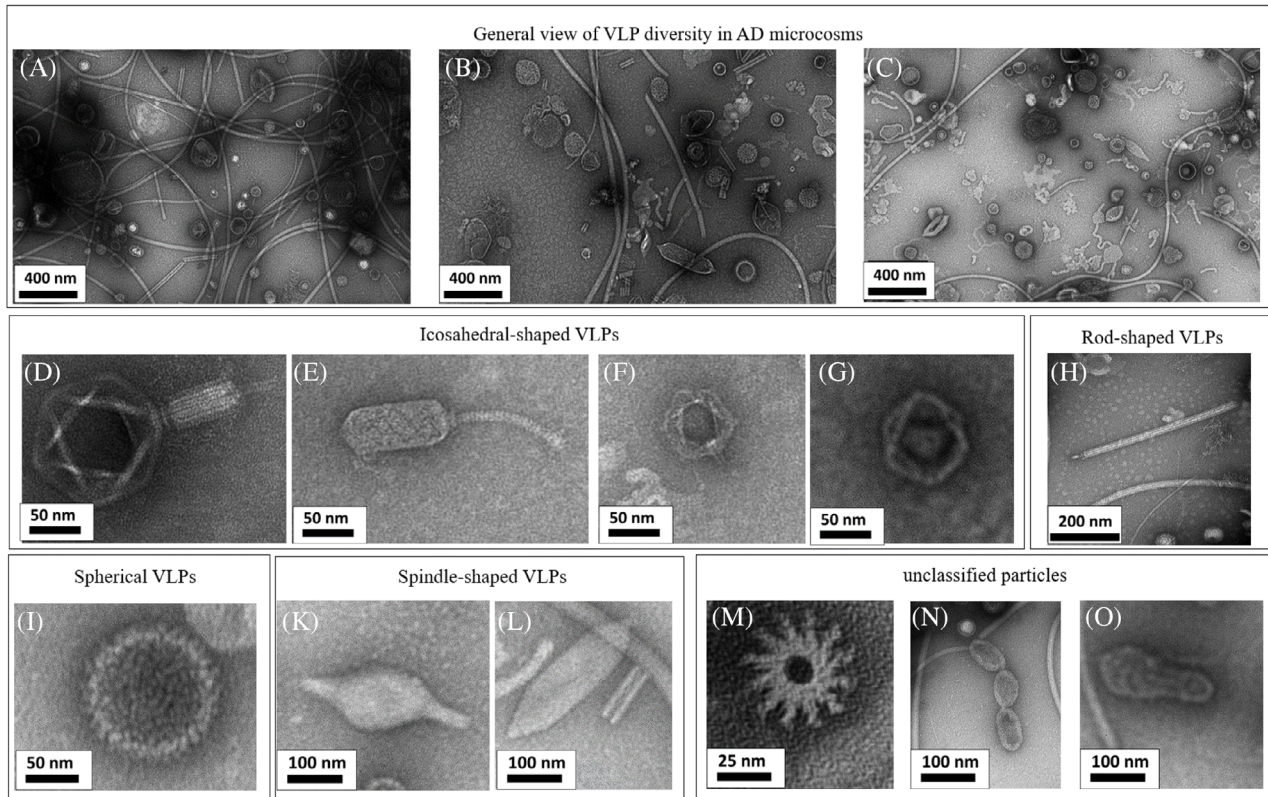 General view of VLP diversity in AD microcosms
(A)
(B)
(C)
400 nm
400 nm
400 nm
Icosahedral-shaped VLPs
Rod-shaped VLPs
(D)
(E)
(F)
(G)
(H)
50 nm
50 nm
50 nm
50 nm
200 nm
Spherical VLPs
Spindle-shaped VLPs
unclassified particles
(I)
(K)
(L)
(M)
(N)
(O)
50 nm
100 nm
100 nm
25 nm
100 nm
100 nm